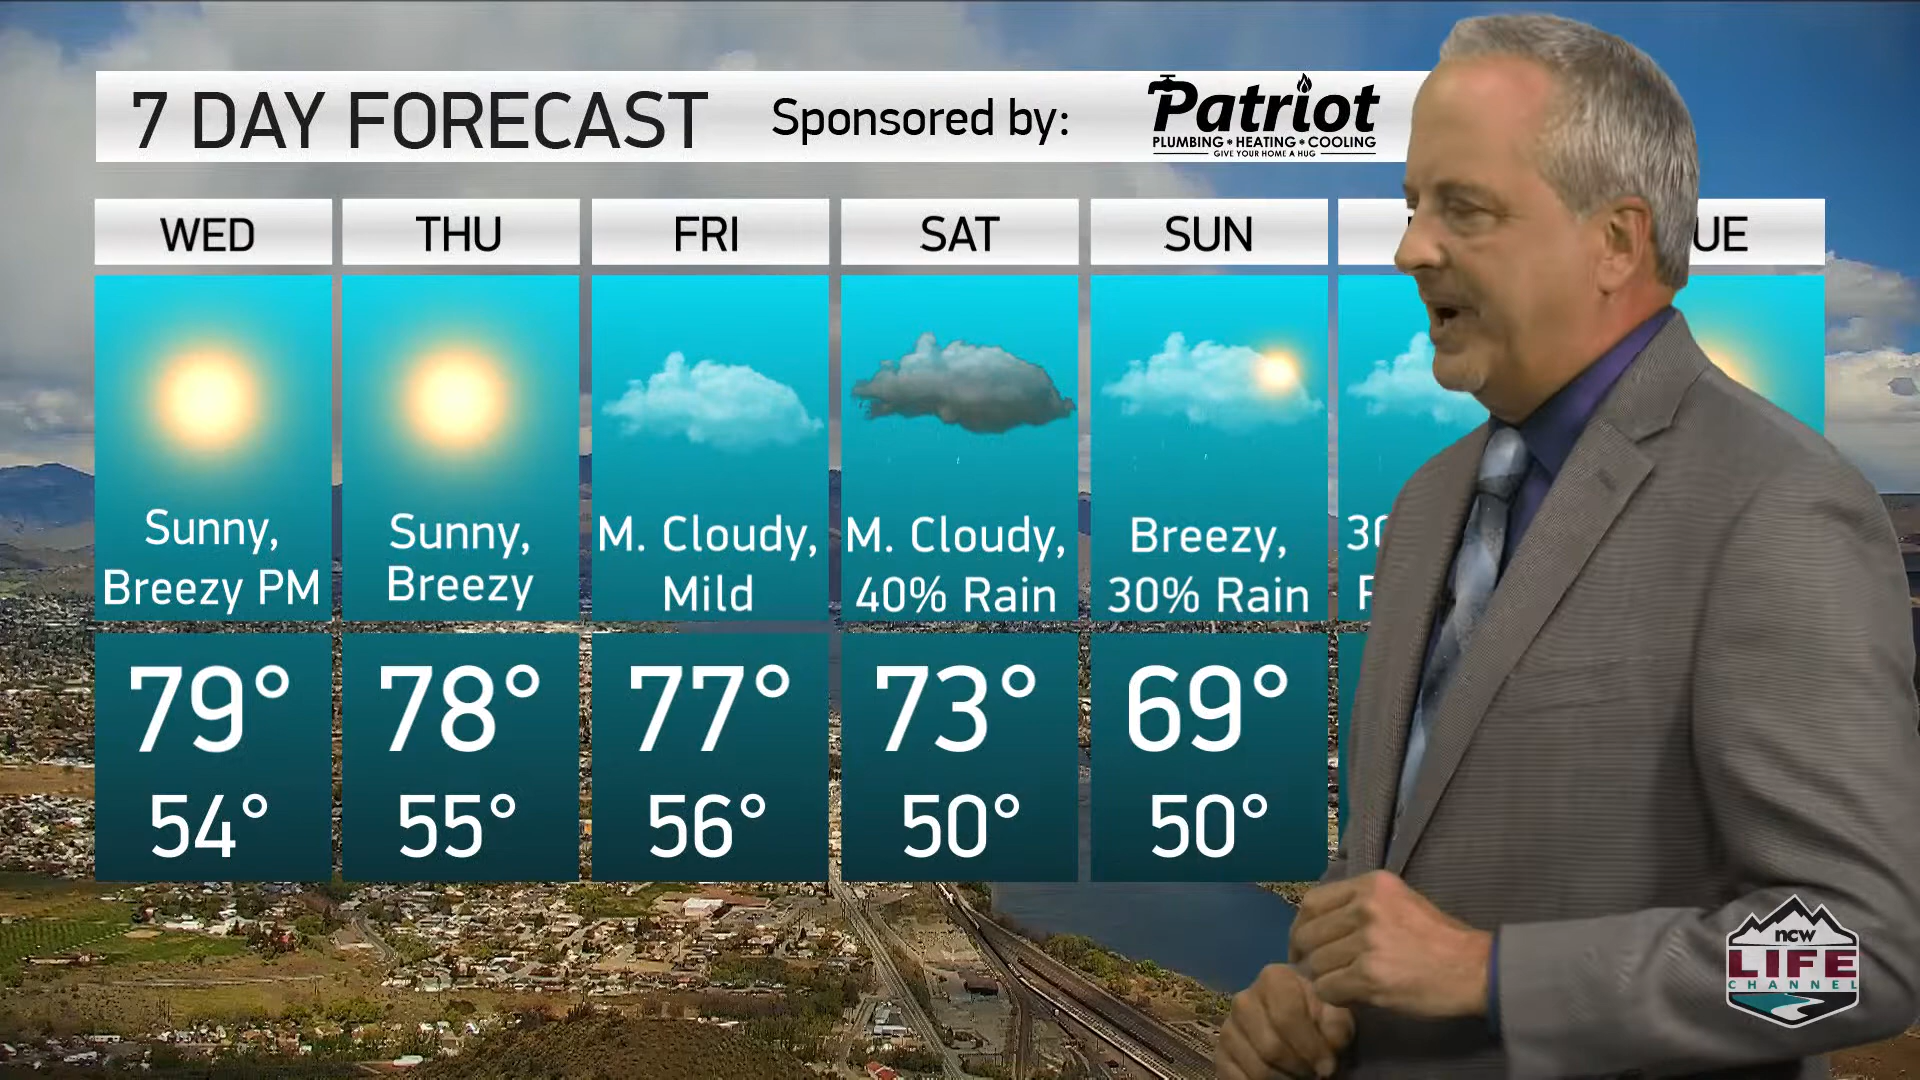 7 DAY FORECAST Sponsored by:
Patriot
PLUMBING • HEATING • COOLING
GIVE YOUR HOME A HUG
WED THU FRI SAT SUN UE
Sunny, Sunny, M. Cloudy, M. Cloudy, Breezy, 30
Breezy PM Breezy Mild 40% Rain 30% Rain
79° 78° 77° 73° 69°
54° 55° 56° 50° 50°
ncw
LIFE
CHANNEL